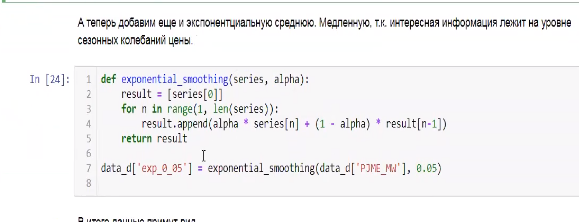 А теперь добавим еще и экспонентциальную среднюю. Медленную, т.к. интересная информация лежит на уровне
сезонных колебаний цены.
In [24]:
1 def exponential_smoothing(series, alpha):
2     result = [series[0]]
3     for n in range(1, len(series)):
4         result.append(alpha * series[n] + (1 - alpha) * result[n-1])
5     return result
6
7 data_d['exp_0_05'] = exponential_smoothing(data_d['PJME_MW'], 0.05)
8
В итоге данные примут вид